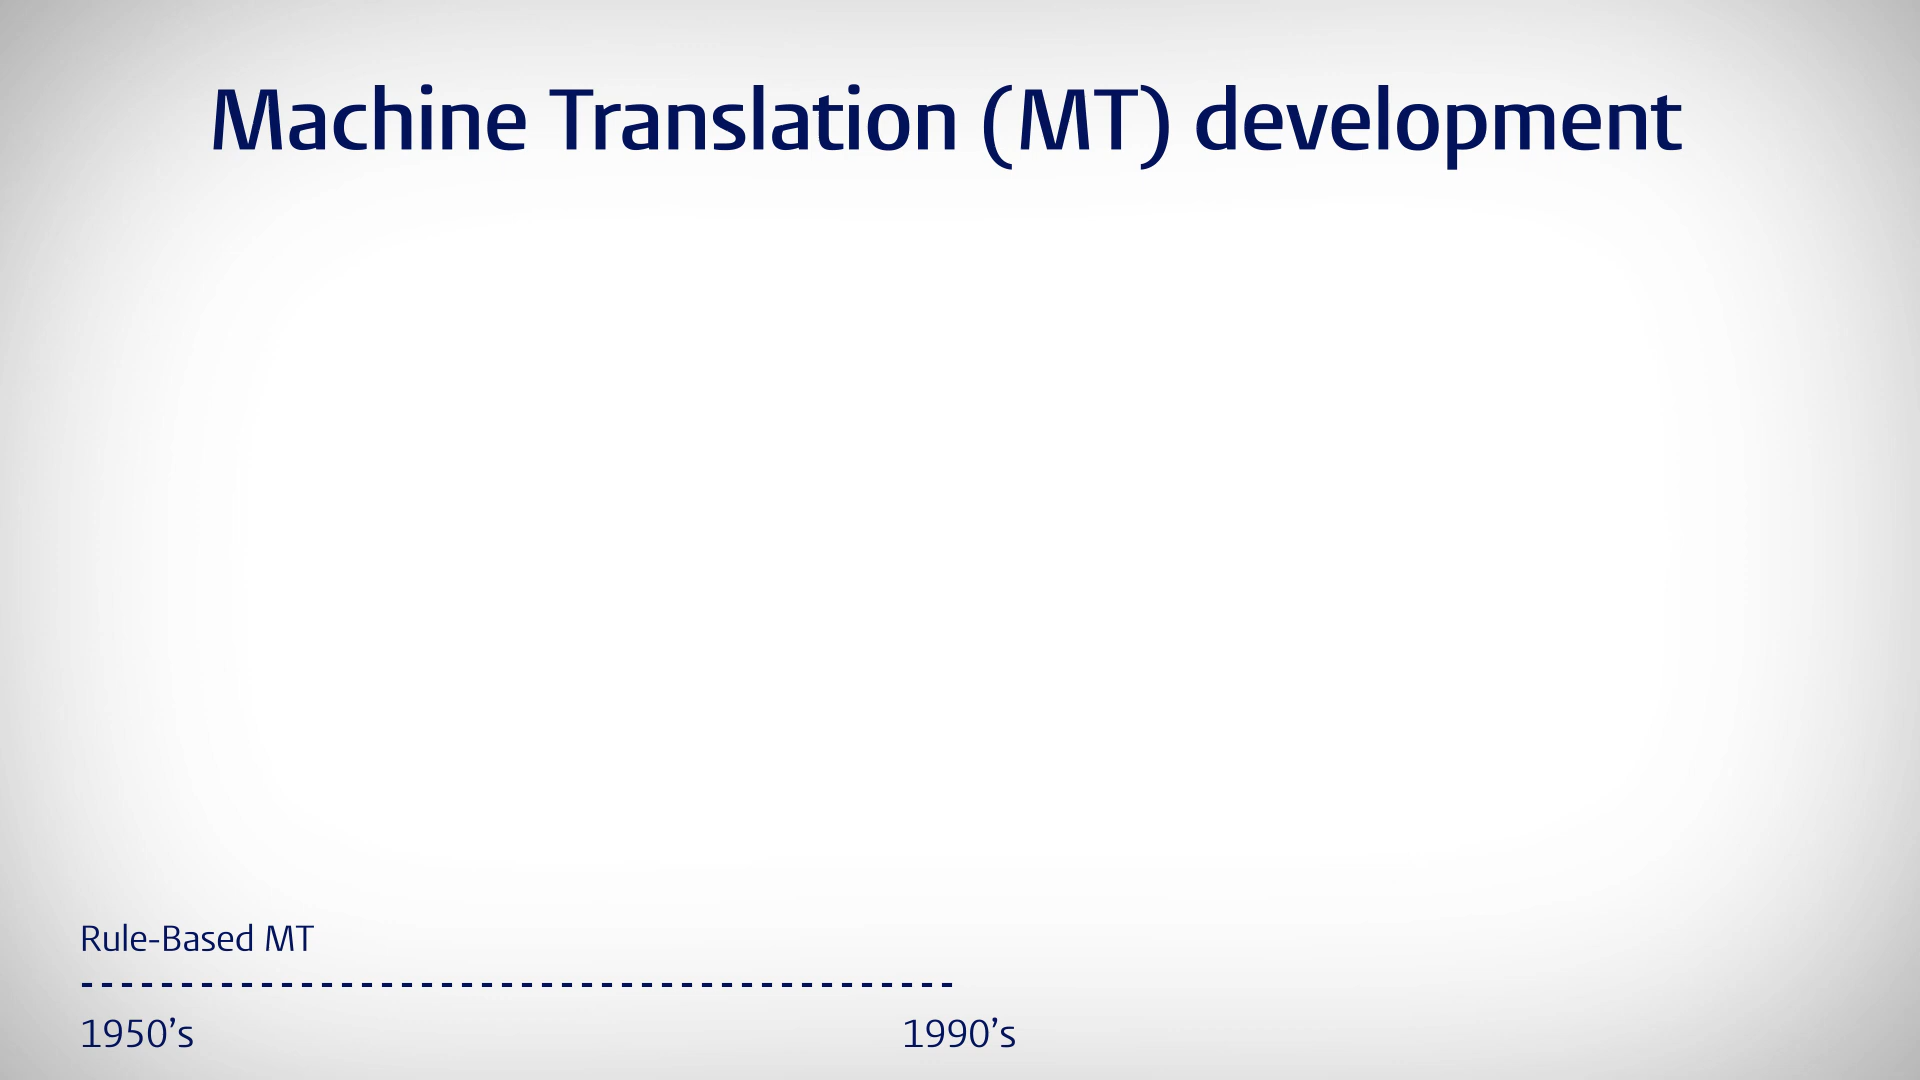 Machine Translation (MT) development
Rule-Based MT
1950’s 1990’s